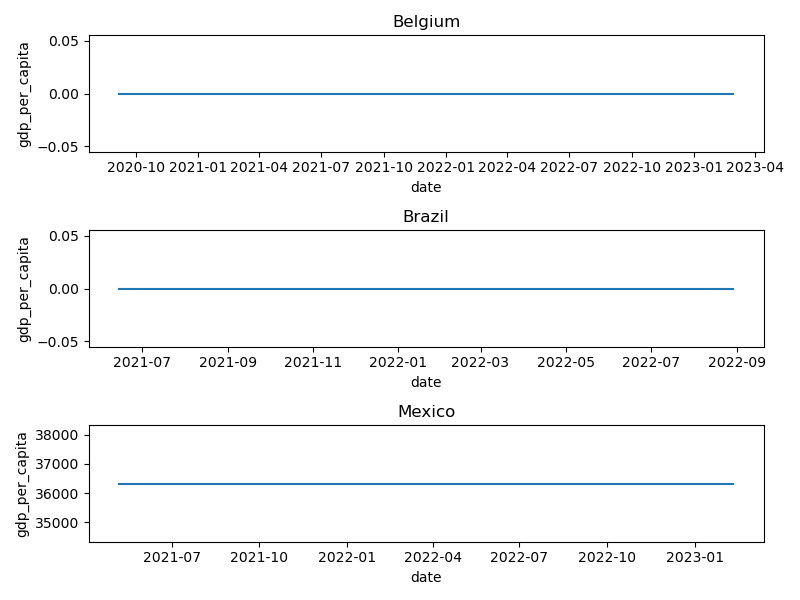 Belgium
gdp_per_capita
0.05
0.00
−0.05
2020-10 2021-01 2021-04 2021-07 2021-10 2022-01 2022-04 2022-07 2022-10 2023-01 2023-04
date
Brazil
gdp_per_capita
0.05
0.00
−0.05
2021-07 2021-09 2021-11 2022-01 2022-03 2022-05 2022-07 2022-09
date
Mexico
gdp_per_capita
38000
37000
36000
35000
2021-07 2021-10 2022-01 2022-04 2022-07 2022-10 2023-01
date